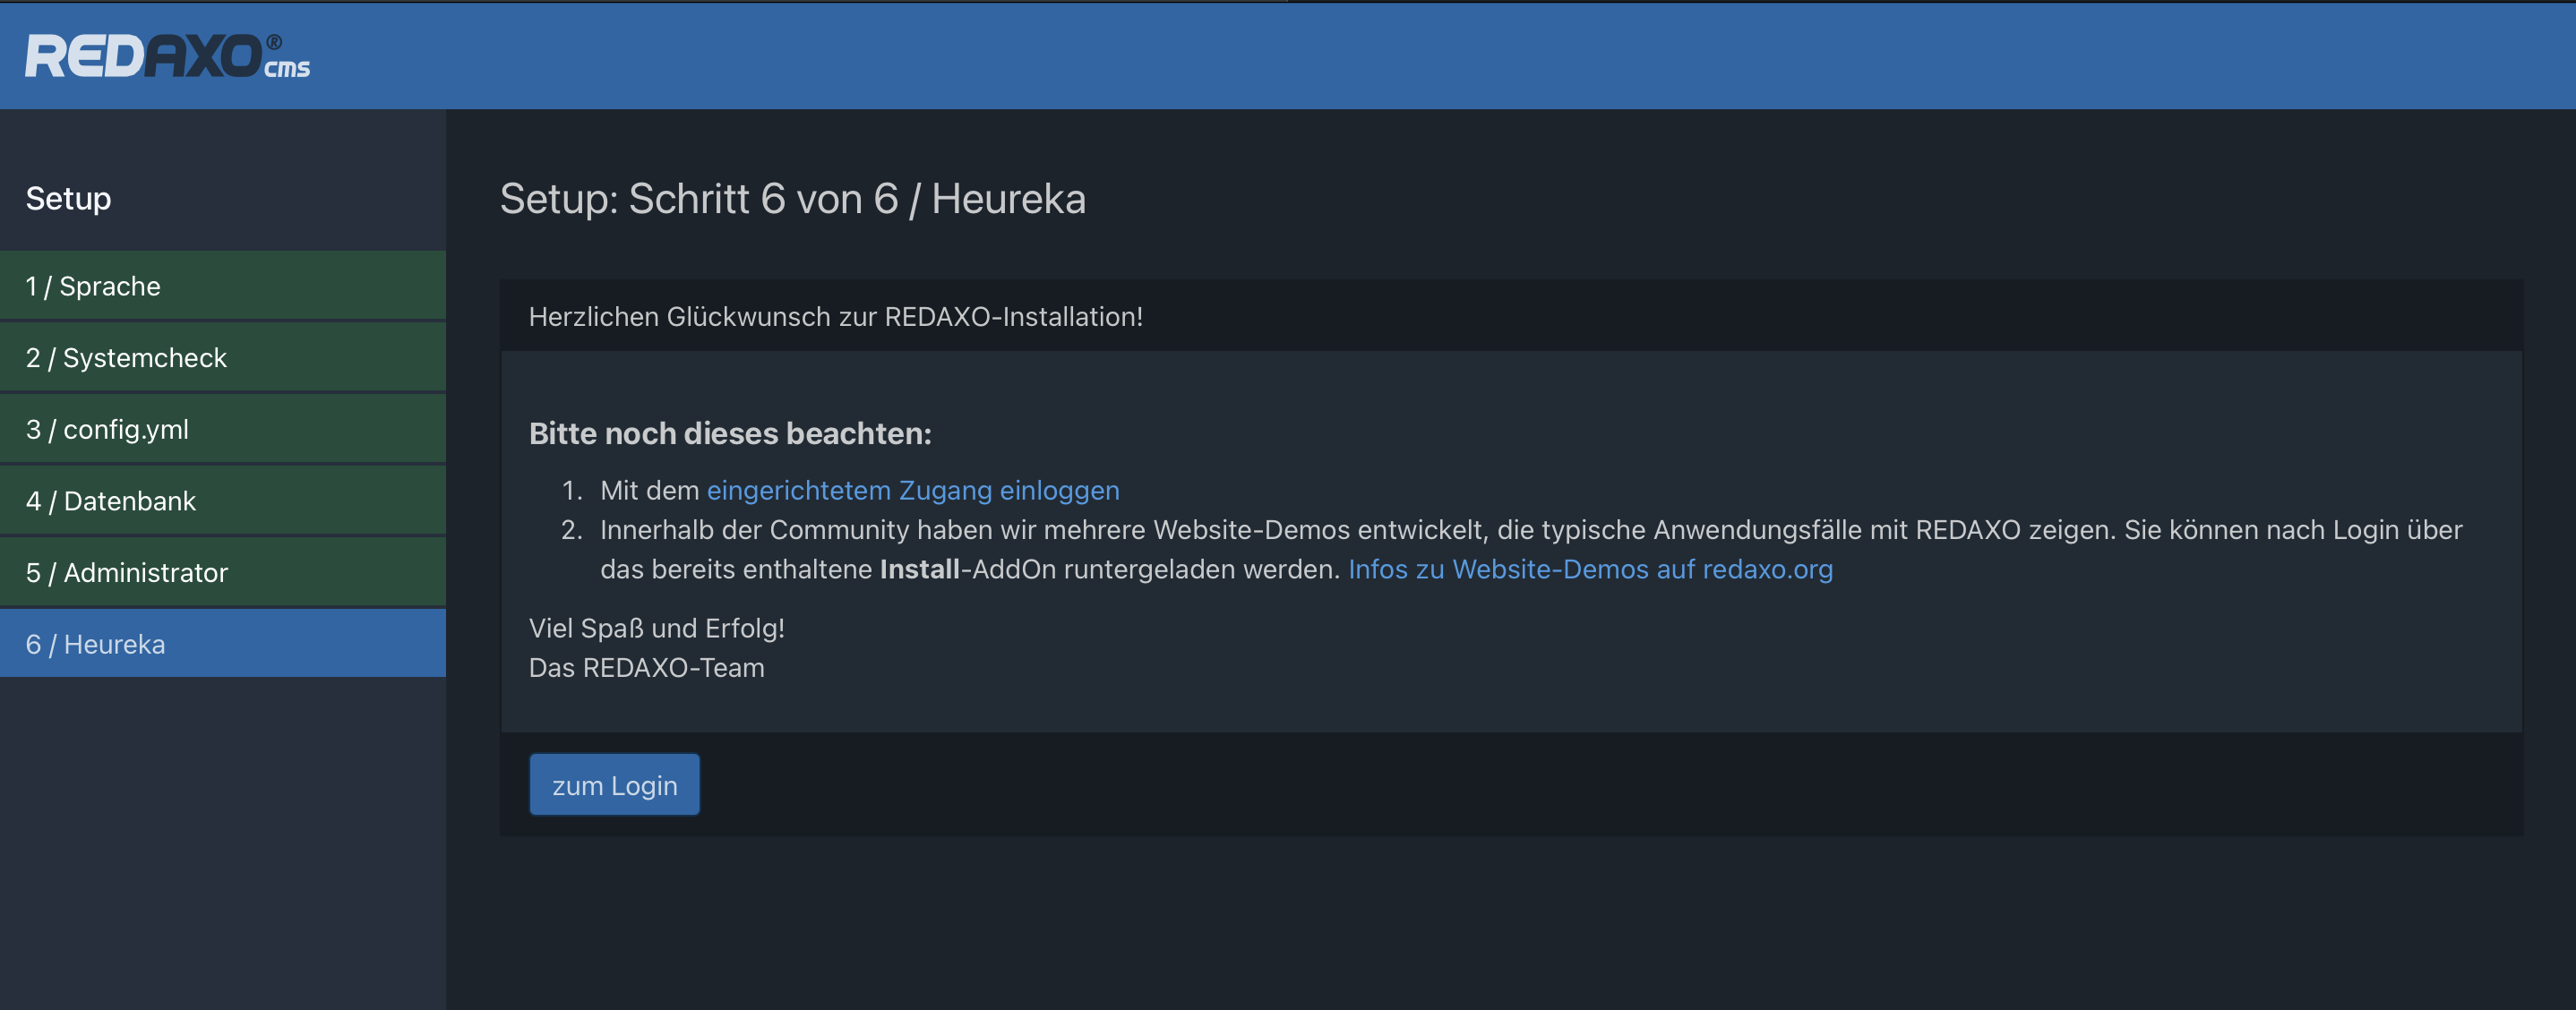 REDAXO® cms
Setup
1 / Sprache
2 / Systemcheck
3 / config.yml
4 / Datenbank
5 / Administrator
6 / Heureka
Setup: Schritt 6 von 6 / Heureka
Herzlichen Glückwunsch zur REDAXO-Installation!
Bitte noch dieses beachten:
1. Mit dem eingerichtetem Zugang einloggen
2. Innerhalb der Community haben wir mehrere Website-Demos entwickelt, die typische Anwendungsfälle mit REDAXO zeigen. Sie können nach Login über
das bereits enthaltene Install-AddOn runtergeladen werden. Infos zu Website-Demos auf redaxo.org
Viel Spaß und Erfolg!
Das REDAXO-Team
zum Login